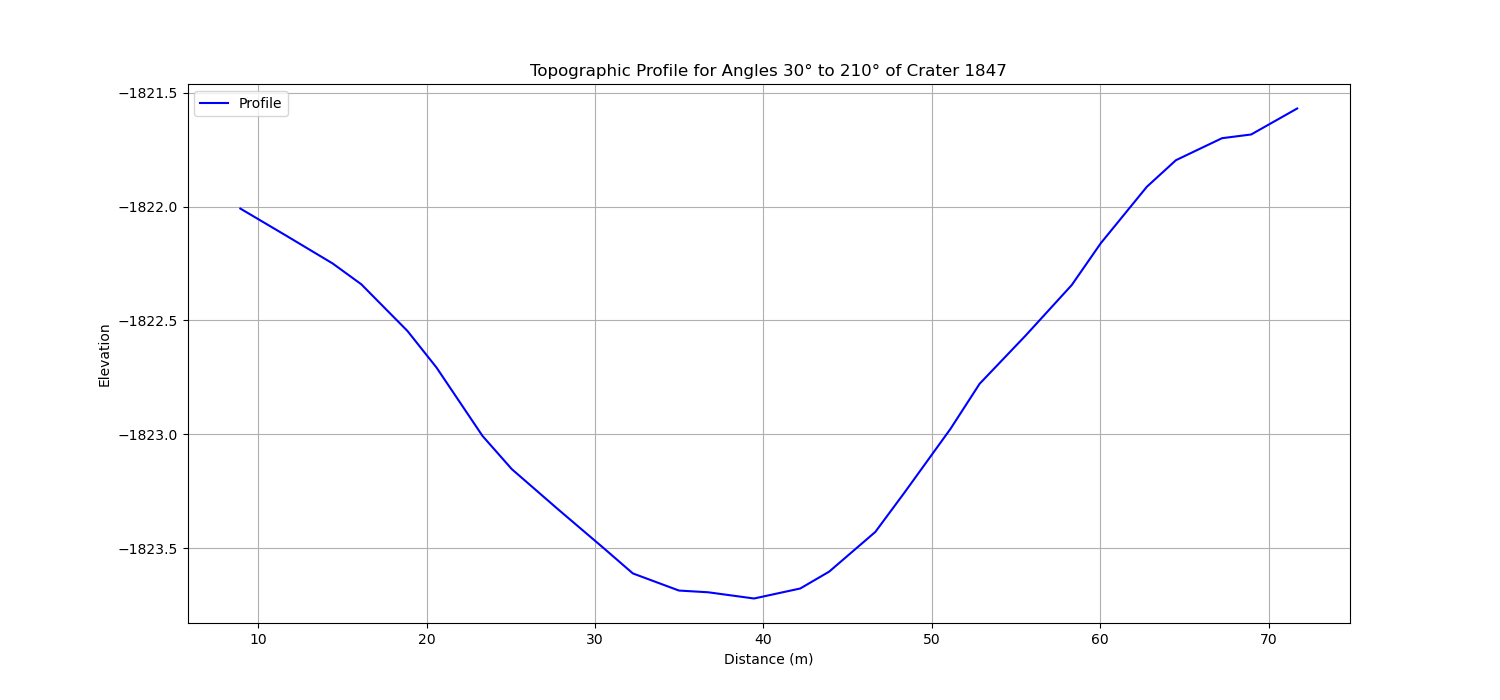 Topographic Profile for Angles 30° to 210° of Crater 1847
Profile
−1821.5
−1822.0
−1822.5
−1823.0
−1823.5
Elevation
10 20 30 40 50 60 70
Distance (m)